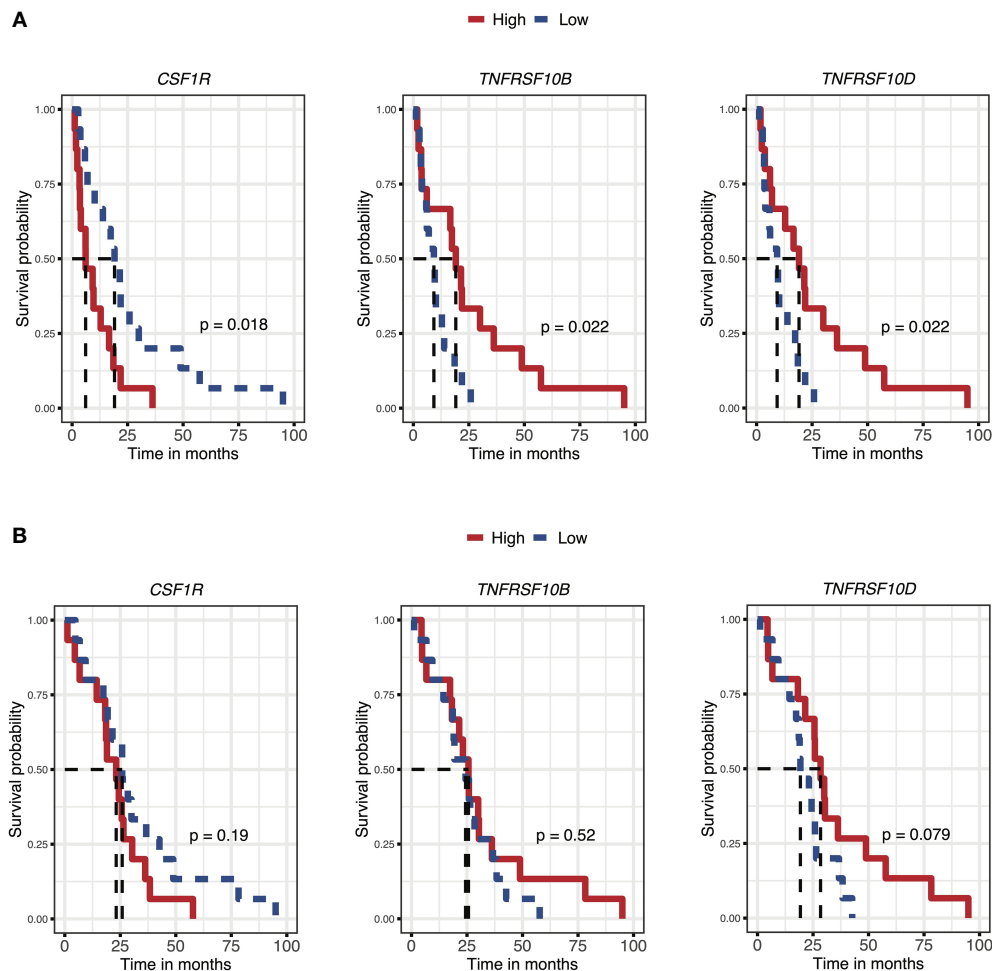 A
High Low
CSF1R TNFRSF10B TNFRSF10D
Survival probability Survival probability Survival probability
1.00 1.00 1.00
0.75 0.75 0.75
0.50 0.50 0.50
0.25 0.25 0.25
p = 0.018 p = 0.022 p = 0.022
0.00 0.00 0.00
0 25 50 75 100 0 25 50 75 100 0 25 50 75 100
Time in months Time in months Time in months
B
High Low
CSF1R TNFRSF10B TNFRSF10D
Survival probability Survival probability Survival probability
1.00 1.00 1.00
0.75 0.75 0.75
0.50 0.50 0.50
0.25 0.25 0.25
p = 0.19 p = 0.52 p = 0.079
0.00 0.00 0.00
0 25 50 75 100 0 25 50 75 100 0 25 50 75 100
Time in months Time in months Time in months